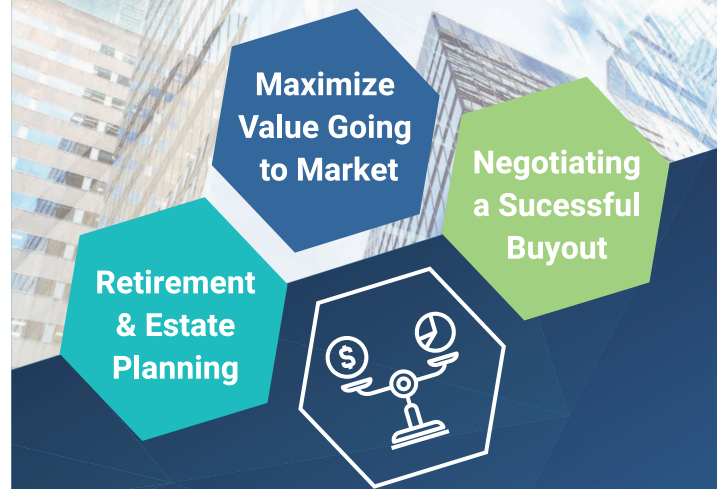 Maximize
Value Going
to Market
Negotiating
a Sucessful
Buyout
Retirement
& Estate
Planning
$